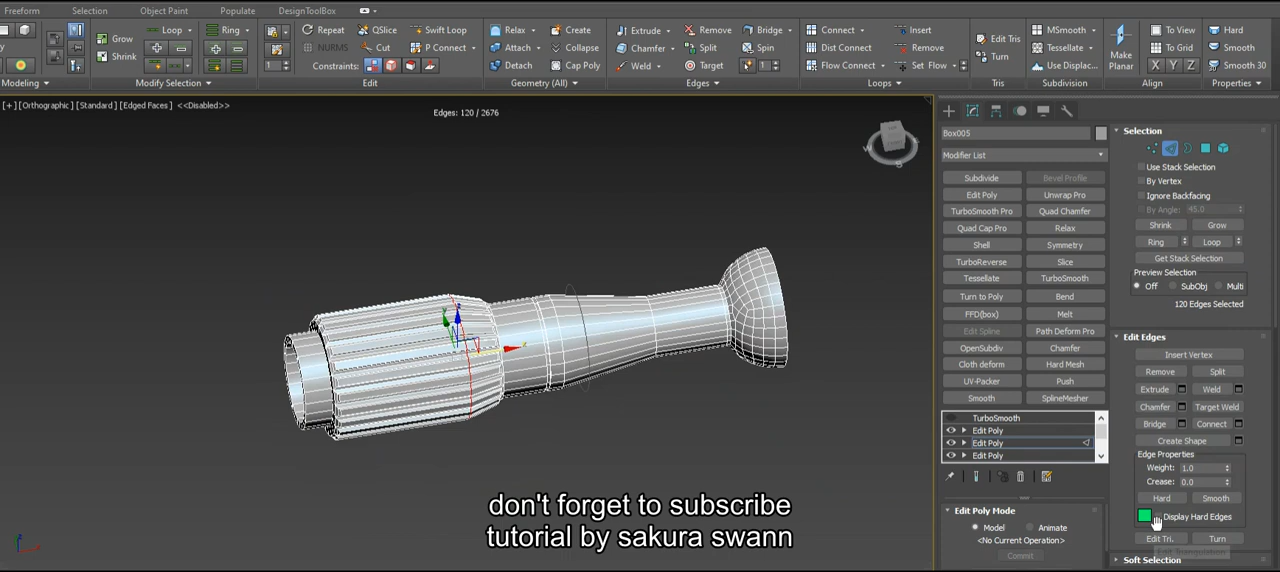 Freeform Selection Object Paint Populate DesignToolBox
Loop Ring Repeat QSlice Swift Loop Relax Create Extrude Remove Bridge Connect Insert MSmooth To View Hard
Grow Edit Tris
y Shrink NURMS Cut P Connect Attach Collapse Chamfer Split Spin Dist Connect Remove Turn Tessellate Make Planar To Grid Smooth
1 Constraints: Detach Cap Poly Weld Target 1 Flow Connect Set Flow Use Displac... X Y Z Smooth 30
Modeling Modify Selection Edit Geometry (All) Edges Loops Tris Subdivision Align Properties
[+] [Orthographic] [Standard] [Edged Faces] <<Disabled>>
Edges: 120 / 2676
Box005
Modifier List
Subdivide Bevel Profile
Edit Poly Unwrap Pro
TurboSmooth Pro Quad Chamfer
Quad Cap Pro Relax
Shell Symmetry
TurboReverse Slice
Tessellate TurboSmooth
Turn to Poly Bend
FFD(box) Melt
Edit Spline Path Deform Pro
OpenSubdiv Chamfer
Cloth deform Hard Mesh
UV-Packer Push
Smooth SplineMesher
TurboSmooth
Edit Poly
Edit Poly
Edit Poly
Edit Poly Mode
Model Animate
<No Current Operation>
Commit
Selection
Use Stack Selection
By Vertex
Ignore Backfacing
By Angle: 45.0
Shrink Grow
Ring Loop
Get Stack Selection
Preview Selection
Off SubObj Multi
120 Edges Selected
Edit Edges
Insert Vertex
Remove Split
Extrude Weld
Chamfer Target Weld
Bridge Connect
Create Shape
Edge Properties
Weight: 1.0
Crease: 0.0
Hard Smooth
Display Hard Edges
Edit Tri. Turn
Soft Selection
don't forget to subscribe
tutorial by sakura swann